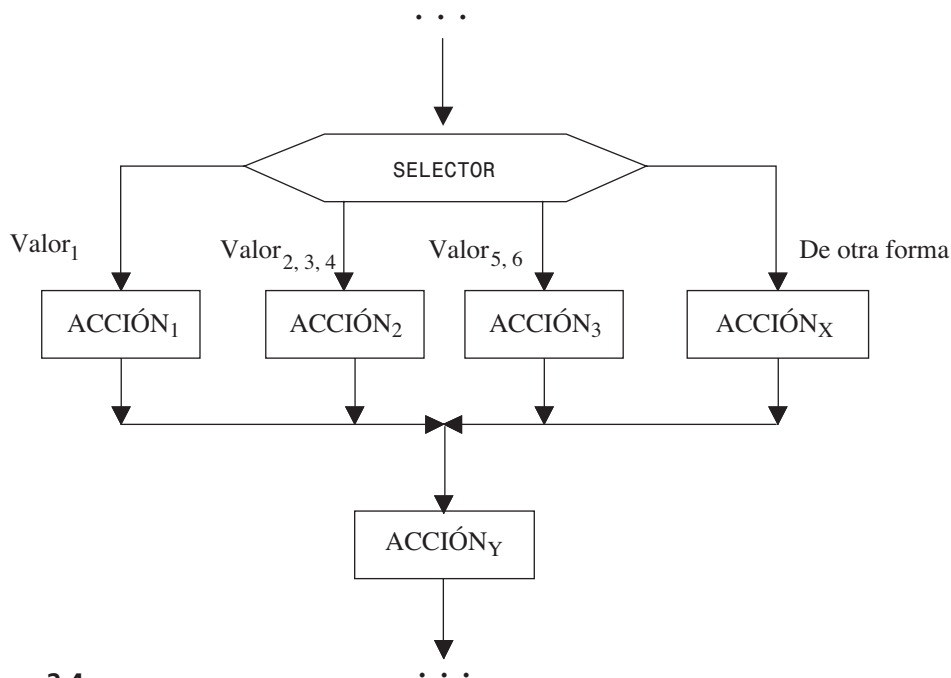 . . .
SELECTOR
Valor1 Valor2, 3, 4 Valor5, 6 De otra forma
ACCIÓN1 ACCIÓN2 ACCIÓN3 ACCIÓNX
ACCIÓNY
. . .